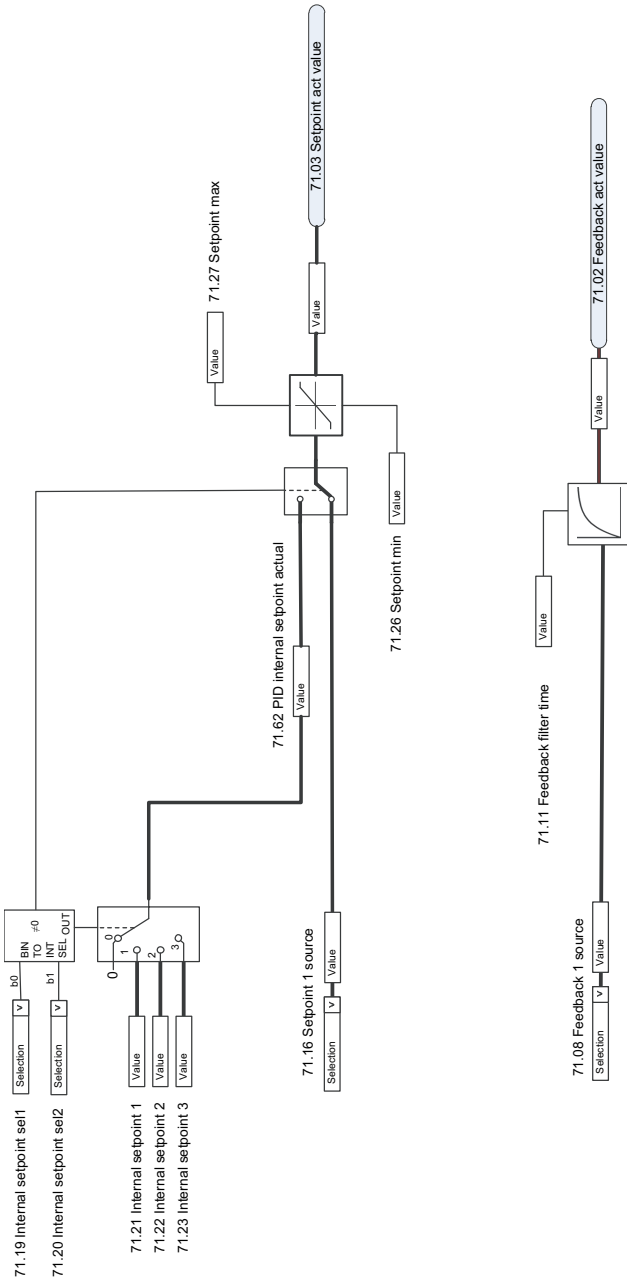 71.19 Internal setpoint sel1
Selection
v
b0
71.20 Internal setpoint sel2
Selection
v
b1
BIN
TO
INT
SEL
≠0
OUT
0
0
1
2
3
71.21 Internal setpoint 1
Value
71.22 Internal setpoint 2
Value
71.23 Internal setpoint 3
Value
71.62 PID internal setpoint actual
Value
71.16 Setpoint 1 source
Selection
v
Value
71.27 Setpoint max
Value
71.26 Setpoint min
Value
Value
71.03 Setpoint act value
71.11 Feedback filter time
Value
71.08 Feedback 1 source
Selection
v
Value
Value
71.02 Feedback act value